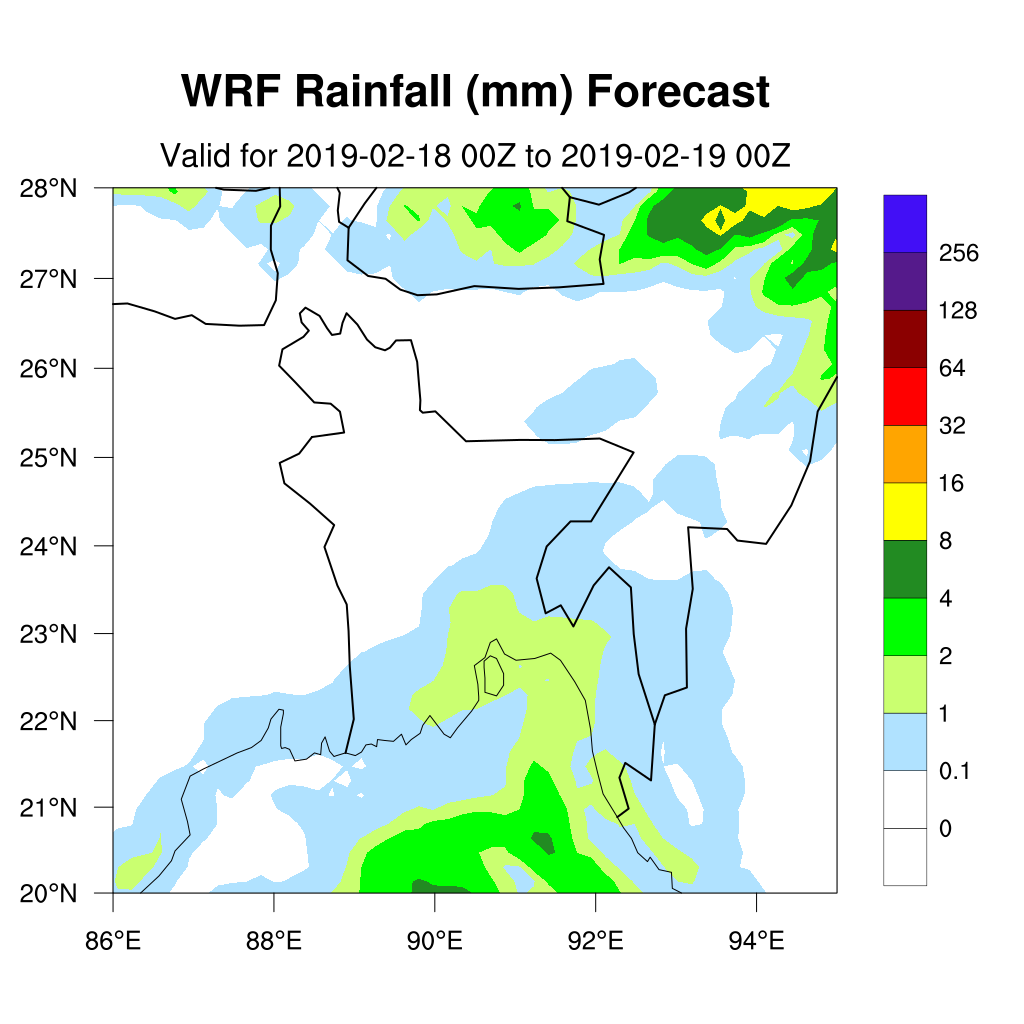 WRF Rainfall (mm) Forecast
Valid for 2019-02-18 00Z to 2019-02-19 00Z
28°N
27°N
26°N
25°N
24°N
23°N
22°N
21°N
20°N
86°E 88°E 90°E 92°E 94°E
256
128
64
32
16
8
4
2
1
0.1
0